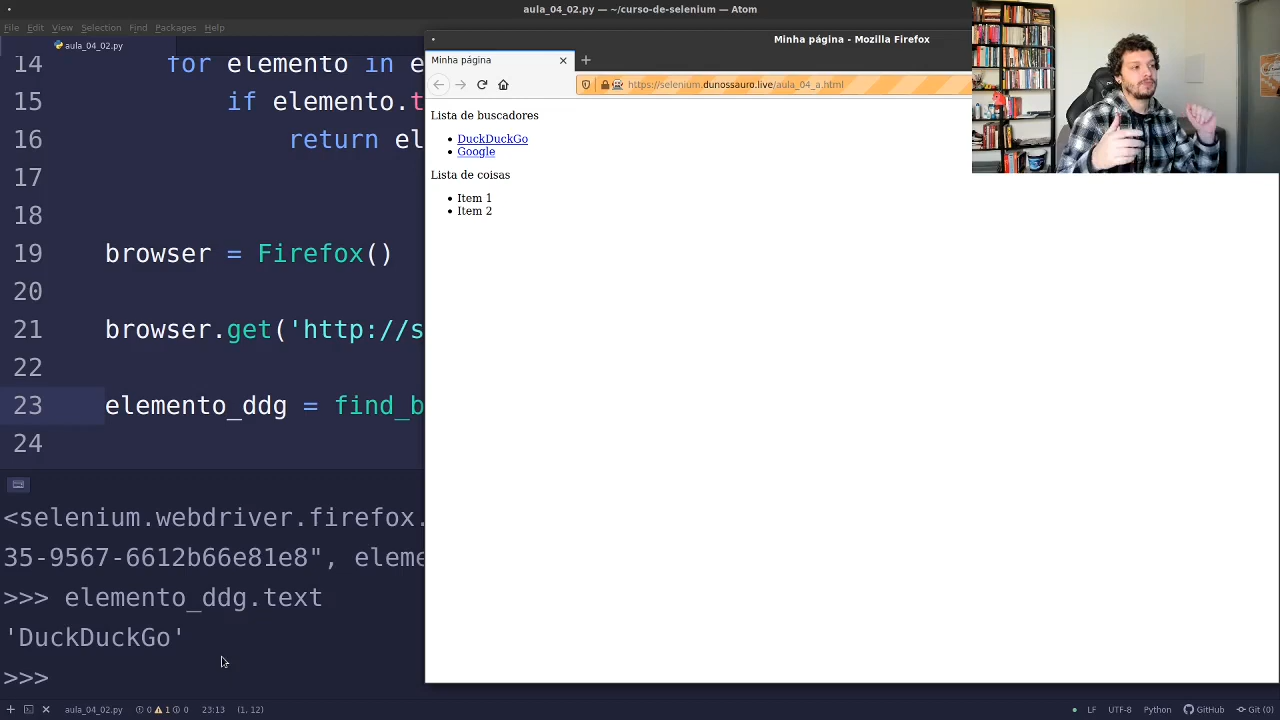 aula_04_02.py — ~/curso-de-selenium — Atom
File Edit View Selection Find Packages Help
aula_04_02.py
14 for elemento in e
15 if elemento.t
16 return el
17
18
19 browser = Firefox()
20
21 browser.get('http://s
22
23 elemento_ddg = find_b
24
<selenium.webdriver.firefox.
35-9567-6612b66e81e8", eleme
>>> elemento_ddg.text
'DuckDuckGo'
>>>
Minha página - Mozilla Firefox
Minha página
https://selenium.dunossauro.live/aula_04_a.html
Lista de buscadores
• DuckDuckGo
• Google
Lista de coisas
• Item 1
• Item 2
aula_04_02.py 0 1 0 23:13 (1, 12) LF UTF-8 Python GitHub Git (0)